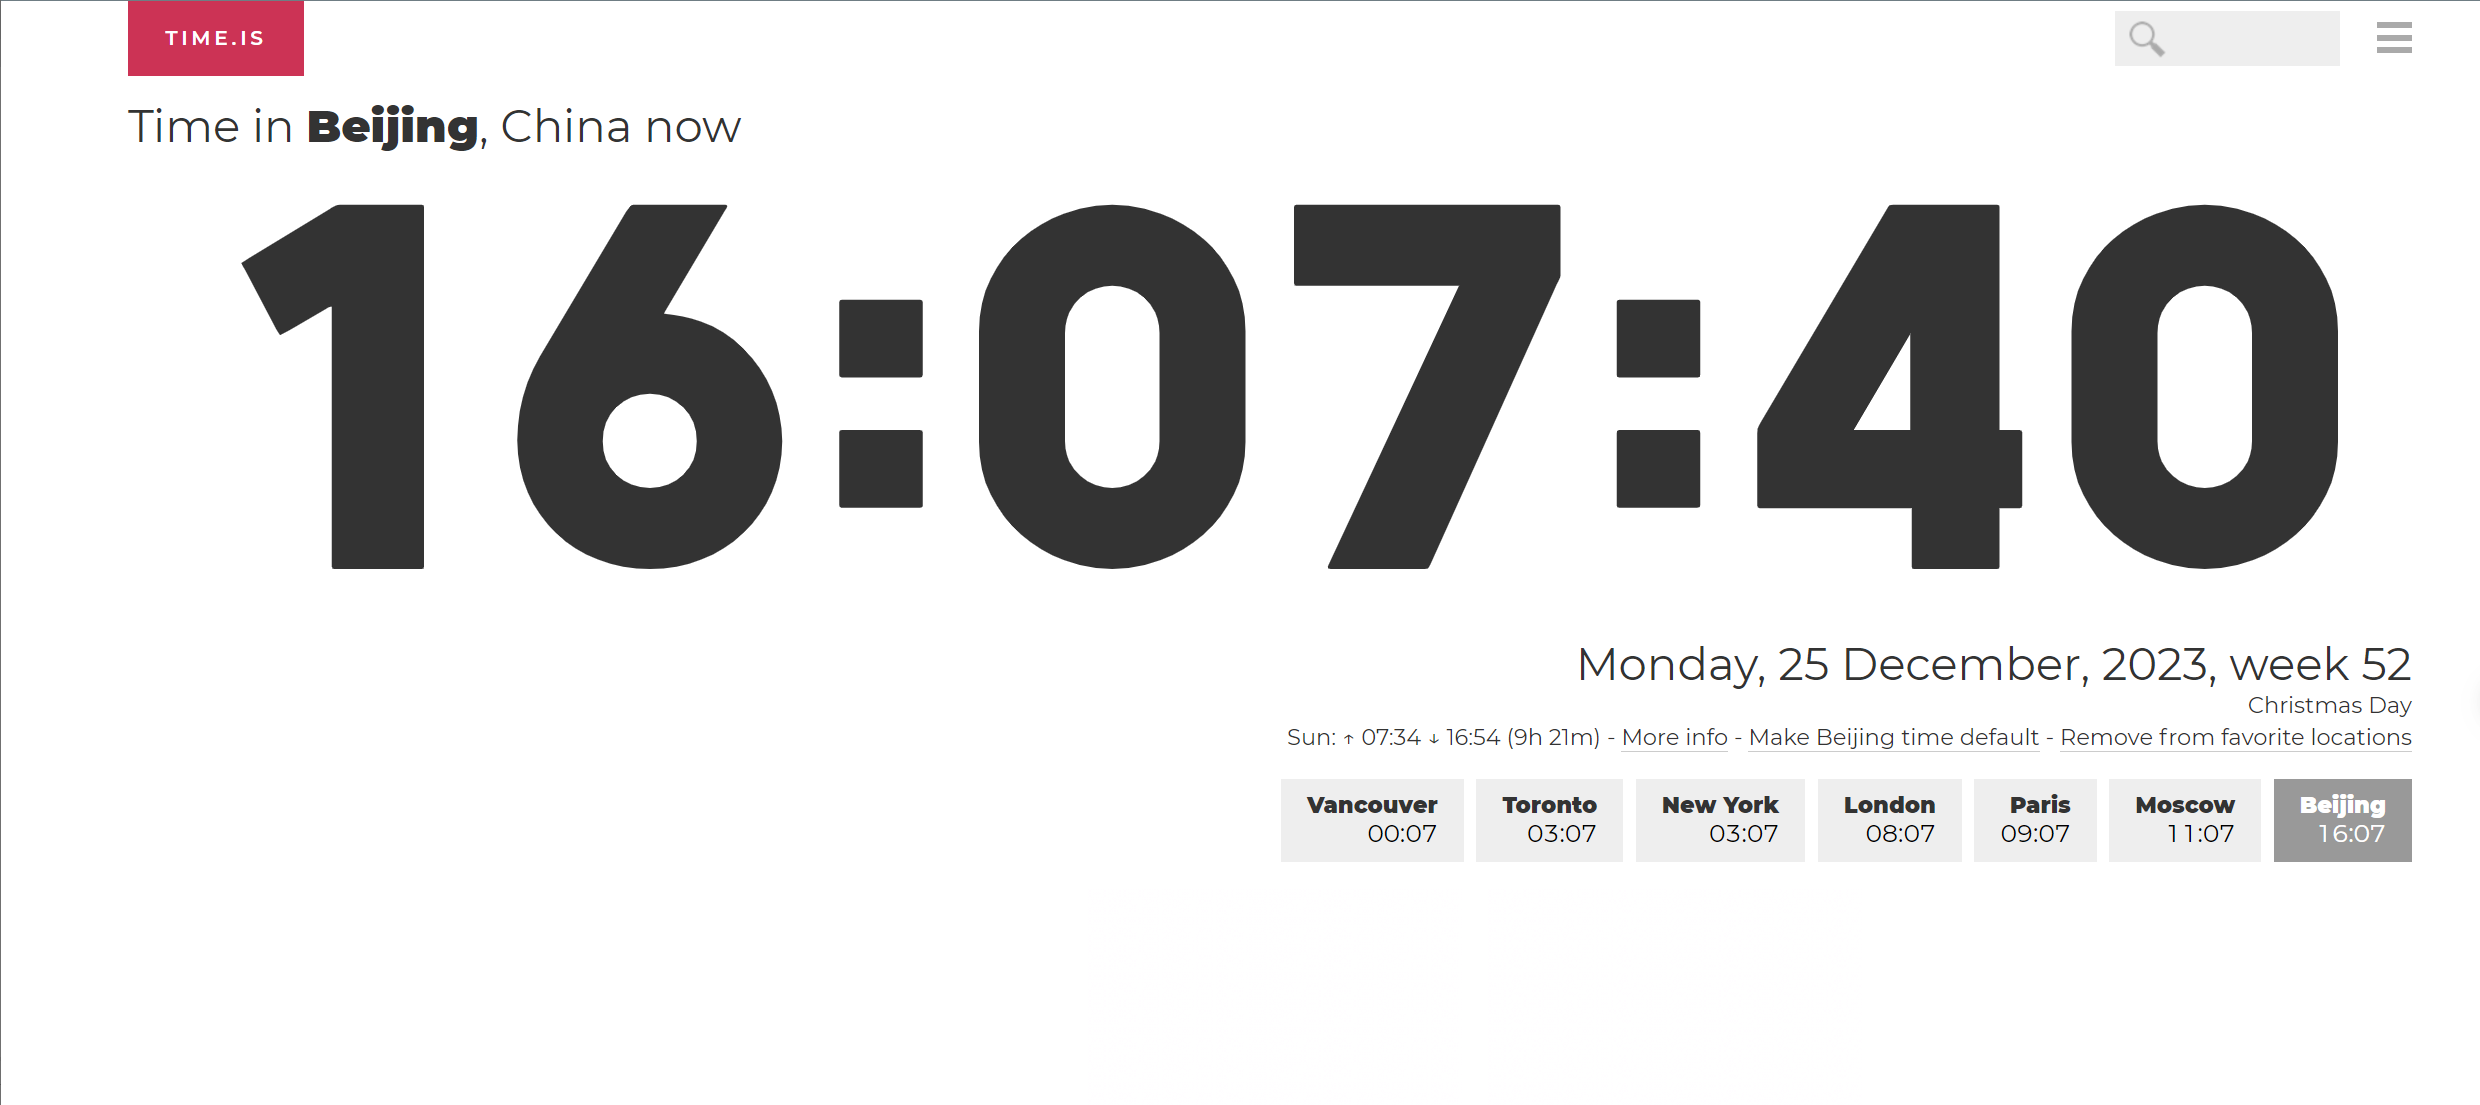 TIME.IS
Time in Beijing, China now
16:07:40
Monday, 25 December, 2023, week 52
Christmas Day
Sun: ↑ 07:34 ↓ 16:54 (9h 21m) - More info - Make Beijing time default - Remove from favorite locations
Vancouver Toronto New York London Paris Moscow Beijing
00:07 03:07 03:07 08:07 09:07 11:07 16:07